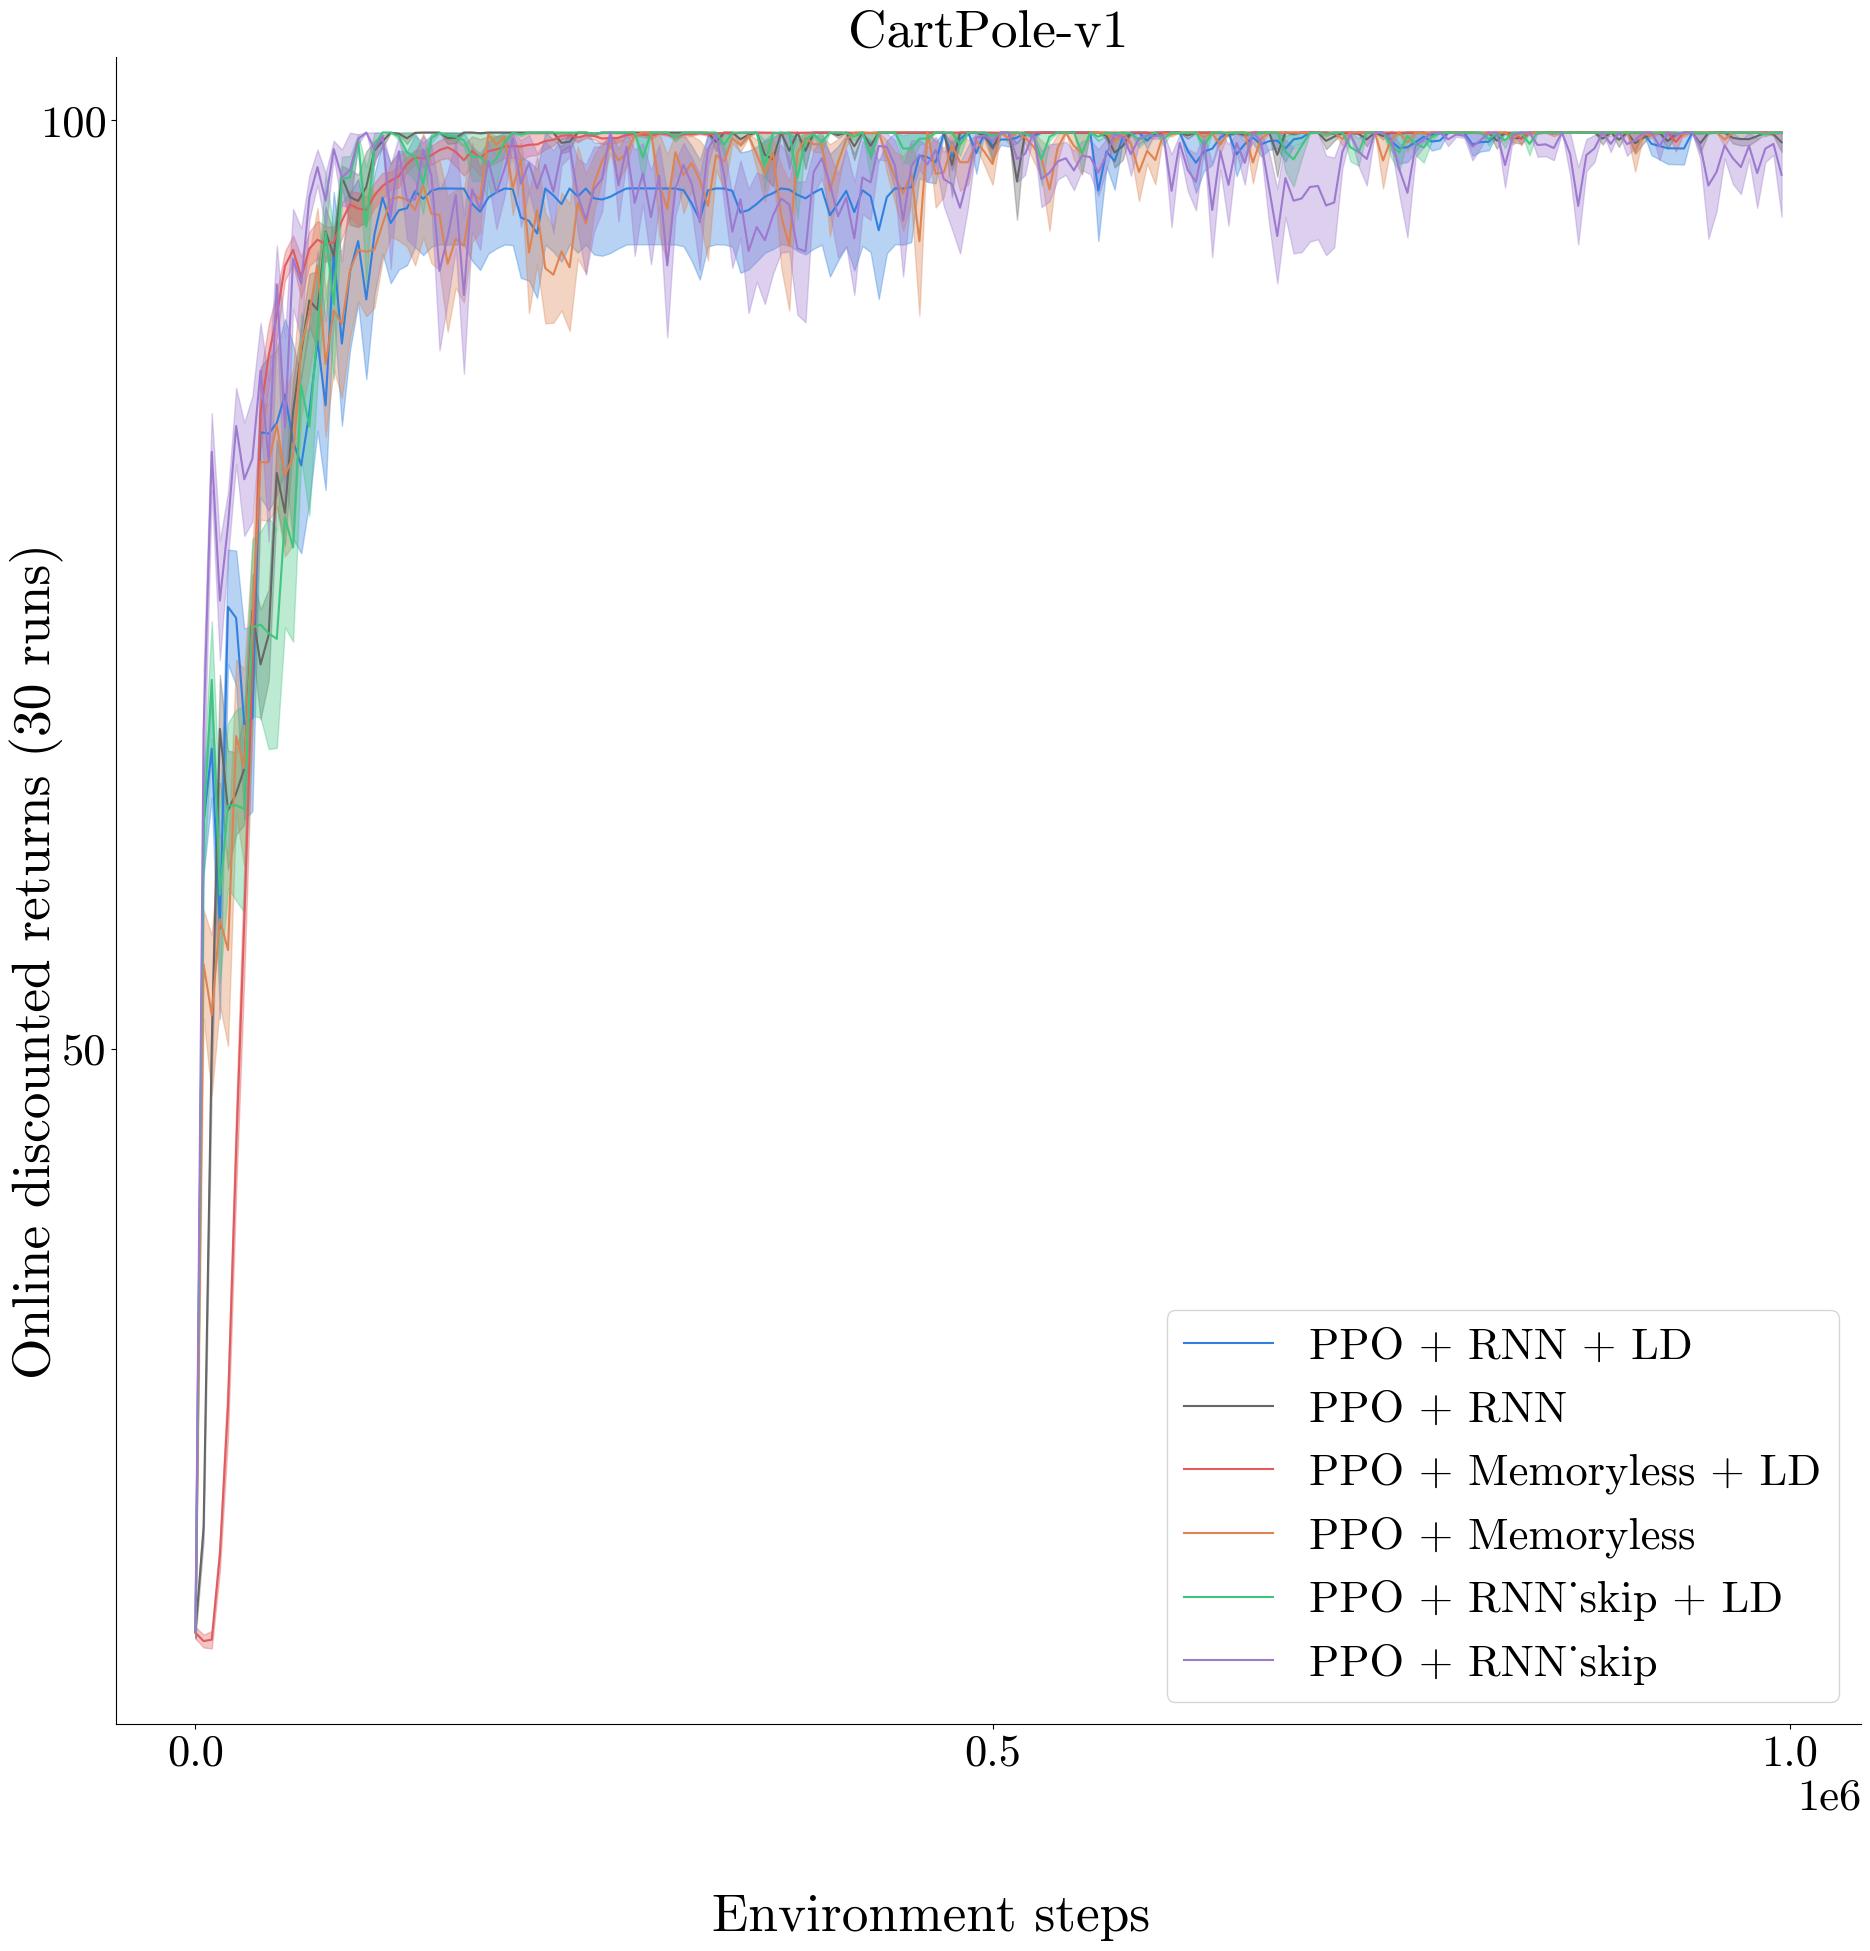 CartPole-v1
100
50
Online discounted returns (30 runs)
PPO + RNN + LD
PPO + RNN
PPO + Memoryless + LD
PPO + Memoryless
PPO + RNN˙skip + LD
PPO + RNN˙skip
0.0
0.5
1.0
1e6
Environment steps